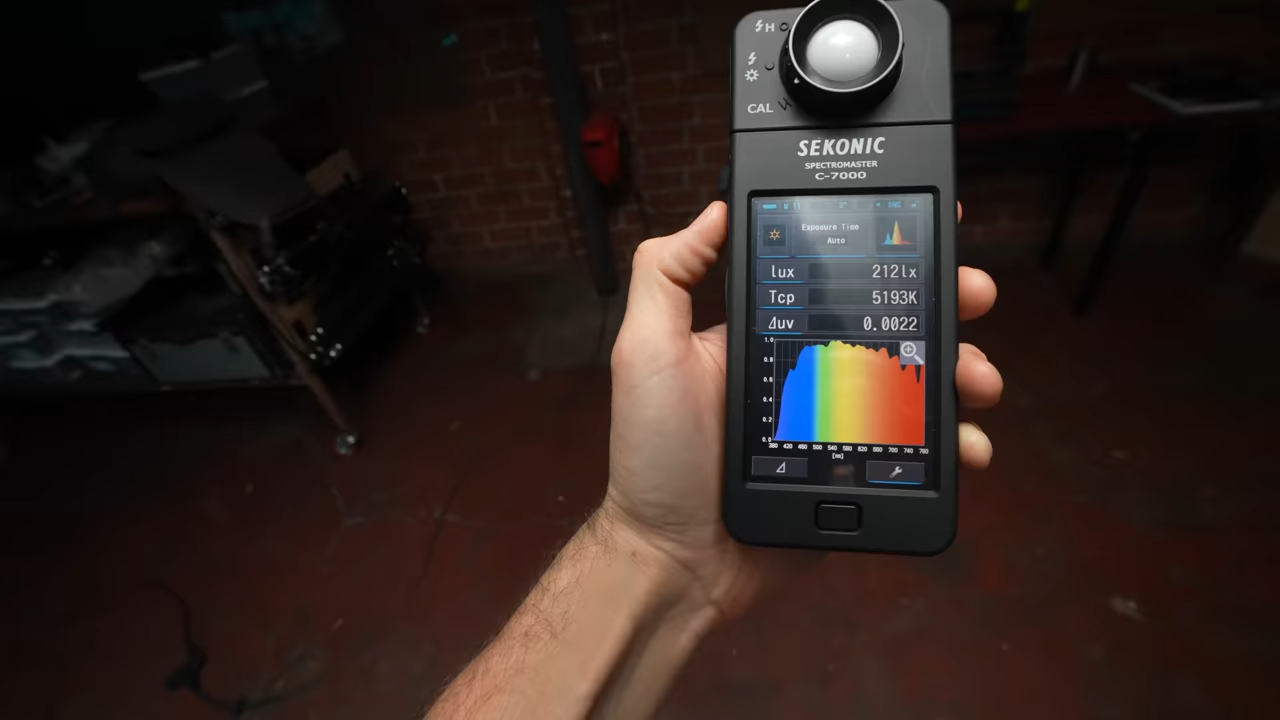 H
CAL
SEKONIC
SPECTROMASTER
C-7000
Exposure Time
Auto
lux 212lx
Tcp 5193K
⊿uv 0.0022
1.0
0.8
0.6
0.4
0.2
0.0
380 420 460 500 540 580 620 660 700 740 780
[nm]